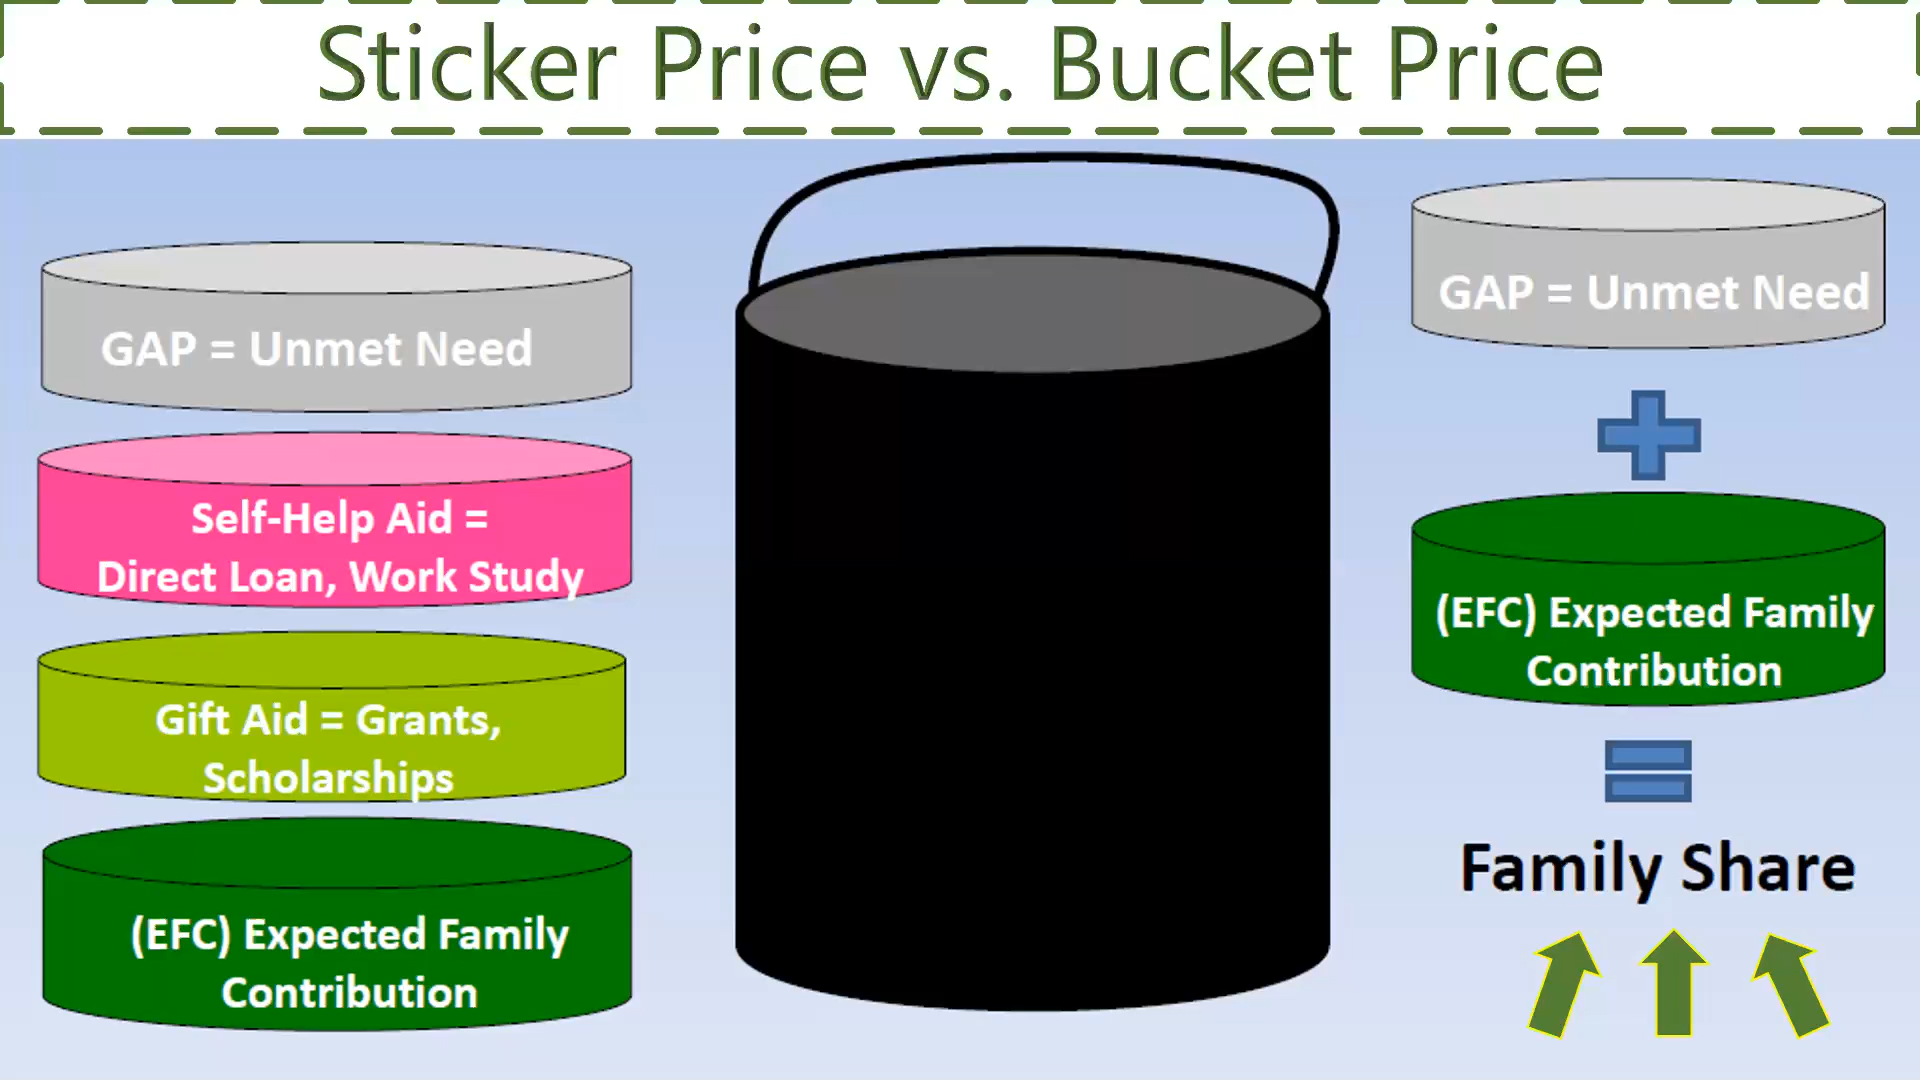 Sticker Price vs. Bucket Price
GAP = Unmet Need
Self-Help Aid =
Direct Loan, Work Study
Gift Aid = Grants,
Scholarships
(EFC) Expected Family
Contribution
GAP = Unmet Need
(EFC) Expected Family
Contribution
Family Share